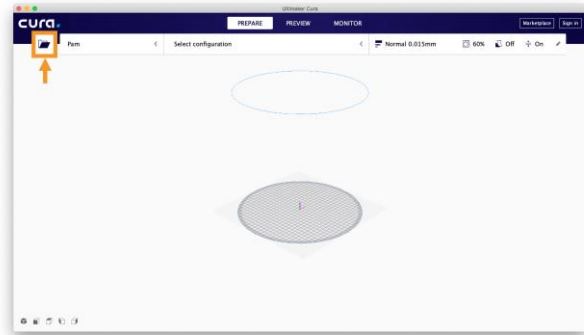 Ultimaker Cura
cura.
PREPARE PREVIEW MONITOR
Marketplace Sign in
Pam Select configuration Normal 0.015mm 60% Off On